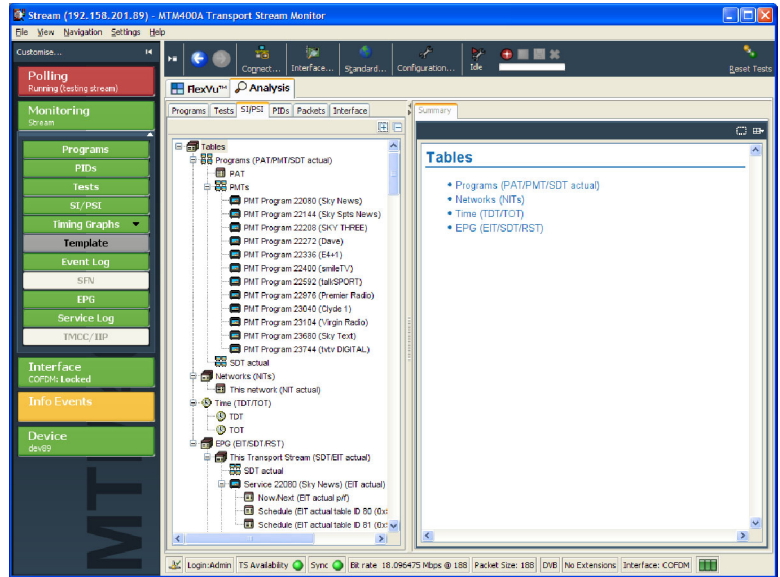 Stream (192.158.201.89) - MTM400A Transport Stream Monitor
File View Navigation Settings Help
Customise...
Connect... Interface... Standard... Configuration... Idle Reset Tests
Polling
Running (testing stream)
FlexVu™ Analysis
Monitoring
Stream
Programs Tests SI/PSI PIDs Packets Interface
Summary
Programs
PIDs
Tests
SI/PSI
Timing Graphs
Template
Event Log
SFN
EPG
Service Log
TMCC/IIP
Interface
COFDM: Locked
Info Events
Device
dev89
MTM
Tables
Programs (PAT/PMT/SDT actual)
PAT
PMTs
PMT Program 22080 (Sky News)
PMT Program 22144 (Sky Spts News)
PMT Program 22208 (SKY THREE)
PMT Program 22272 (Dave)
PMT Program 22336 (E4+1)
PMT Program 22400 (smileTV)
PMT Program 22592 (talkSPORT)
PMT Program 22976 (Premier Radio)
PMT Program 23040 (Clyde 1)
PMT Program 23104 (Virgin Radio)
PMT Program 23680 (Sky Text)
PMT Program 23744 (tvtv DIGITAL)
SDT actual
Networks (NITs)
This network (NIT actual)
Time (TDT/TOT)
TDT
TOT
EPG (EIT/SDT/RST)
This Transport Stream (SDT/EIT actual)
SDT actual
Service 22080 (Sky News) (EIT actual)
Now/Next (EIT actual p/f)
Schedule (EIT actual table ID 80 (0x
Schedule (EIT actual table ID 81 (0x
Tables
• Programs (PAT/PMT/SDT actual)
• Networks (NITs)
• Time (TDT/TOT)
• EPG (EIT/SDT/RST)
Login:Admin TS Availability Sync Bit rate 18.096475 Mbps @ 188 Packet Size: 188 DVB No Extensions Interface: COFDM